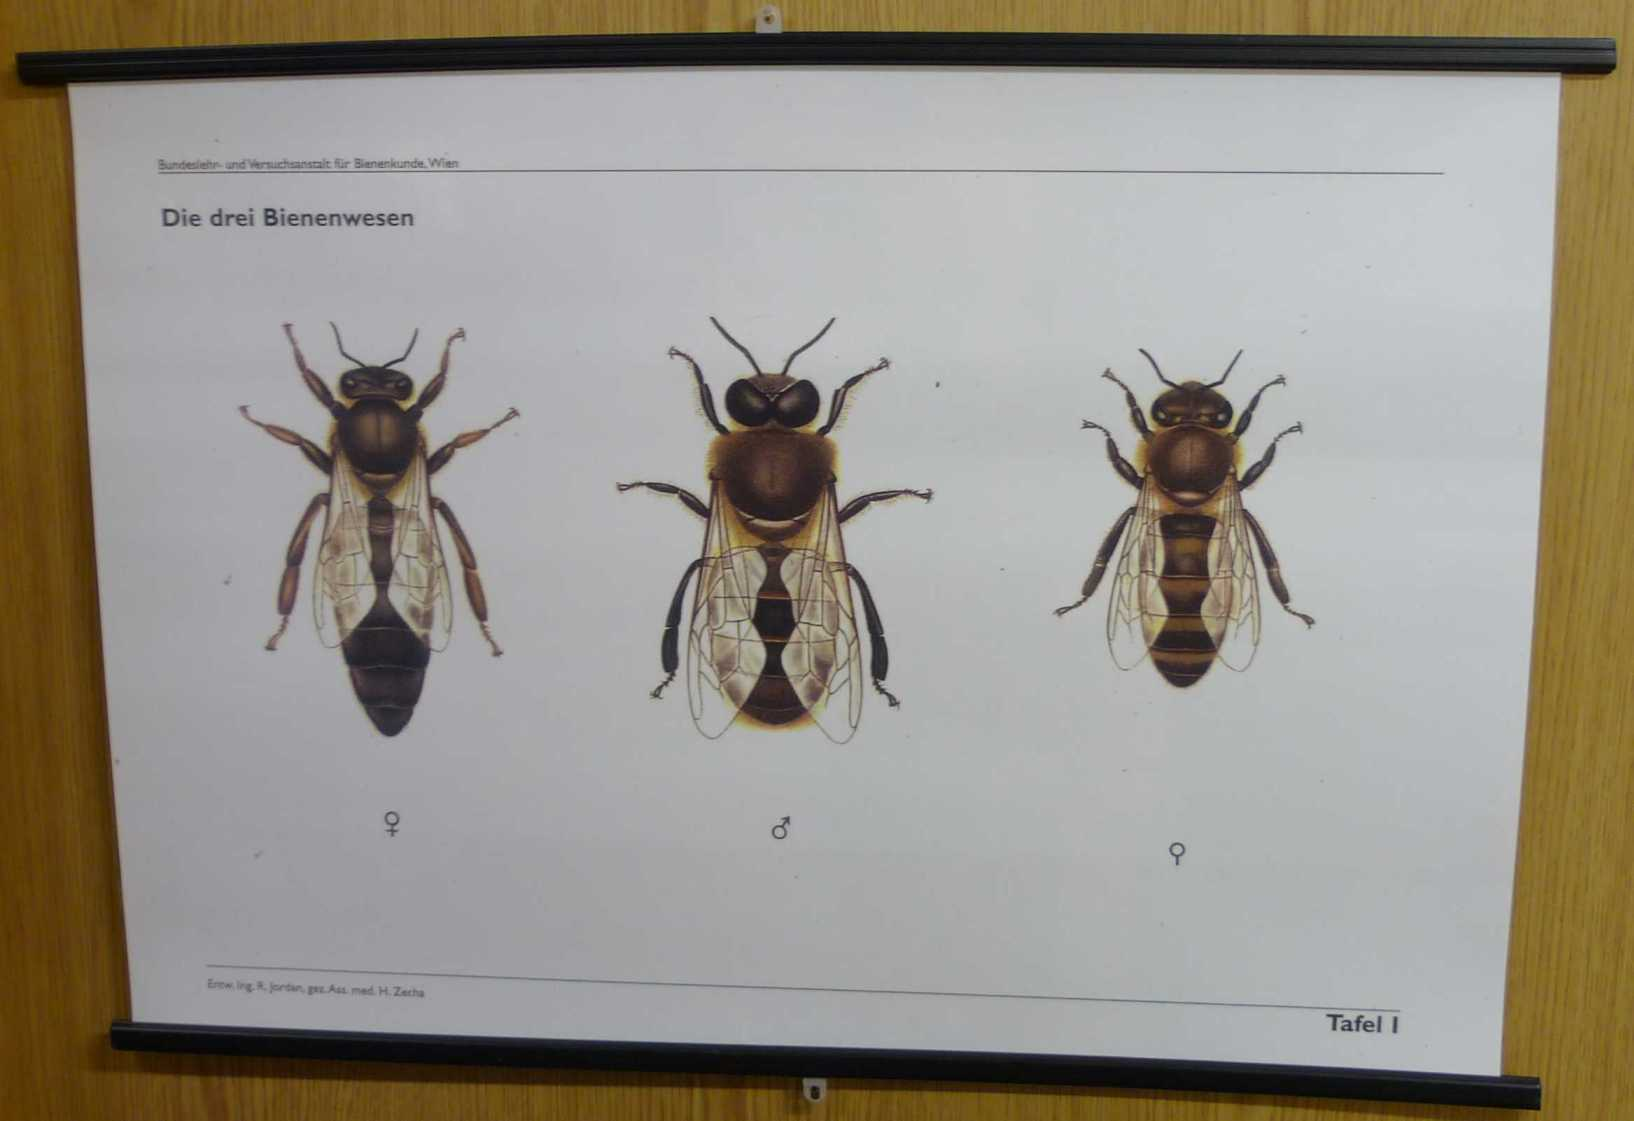 Bundeslehr- und Versuchsanstalt für Bienenkunde, Wien
Die drei Bienenwesen
♀
♂
⚲
Entw. Ing. R. Jordan, gez. Ass. med. H. Zecha
Tafel I